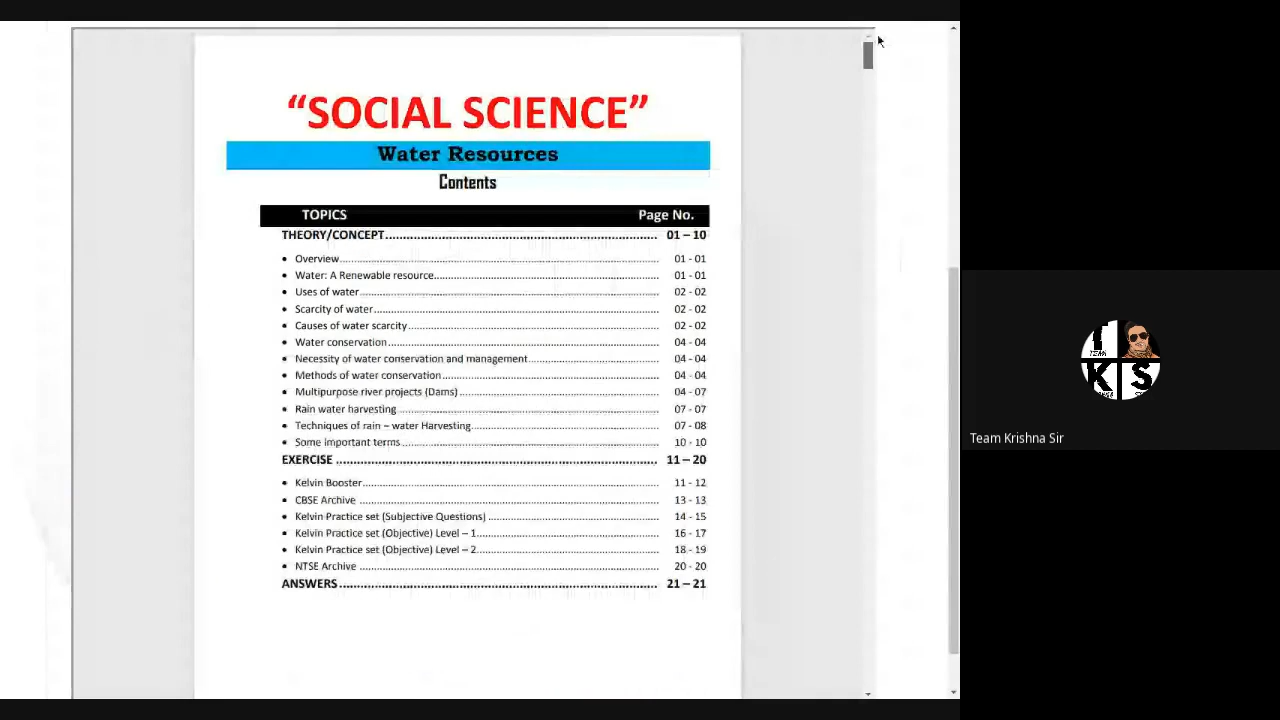 “SOCIAL SCIENCE”
Water Resources
Contents
TOPICS Page No.
THEORY/CONCEPT 01 – 10
• Overview 01 - 01
• Water: A Renewable resource 01 - 01
• Uses of water 02 - 02
• Scarcity of water 02 - 02
• Causes of water scarcity 02 - 02
• Water conservation 04 - 04
• Necessity of water conservation and management 04 - 04
• Methods of water conservation 04 - 04
• Multipurpose river projects (Dams) 04 - 07
• Rain water harvesting 07 - 07
• Techniques of rain – water Harvesting 07 - 08
• Some important terms 10 - 10
EXERCISE 11 – 20
• Kelvin Booster 11 - 12
• CBSE Archive 13 - 13
• Kelvin Practice set (Subjective Questions) 14 - 15
• Kelvin Practice set (Objective) Level – 1 16 - 17
• Kelvin Practice set (Objective) Level – 2 18 - 19
• NTSE Archive 20 - 20
ANSWERS 21 – 21
T
TEAM
K S
Team Krishna Sir